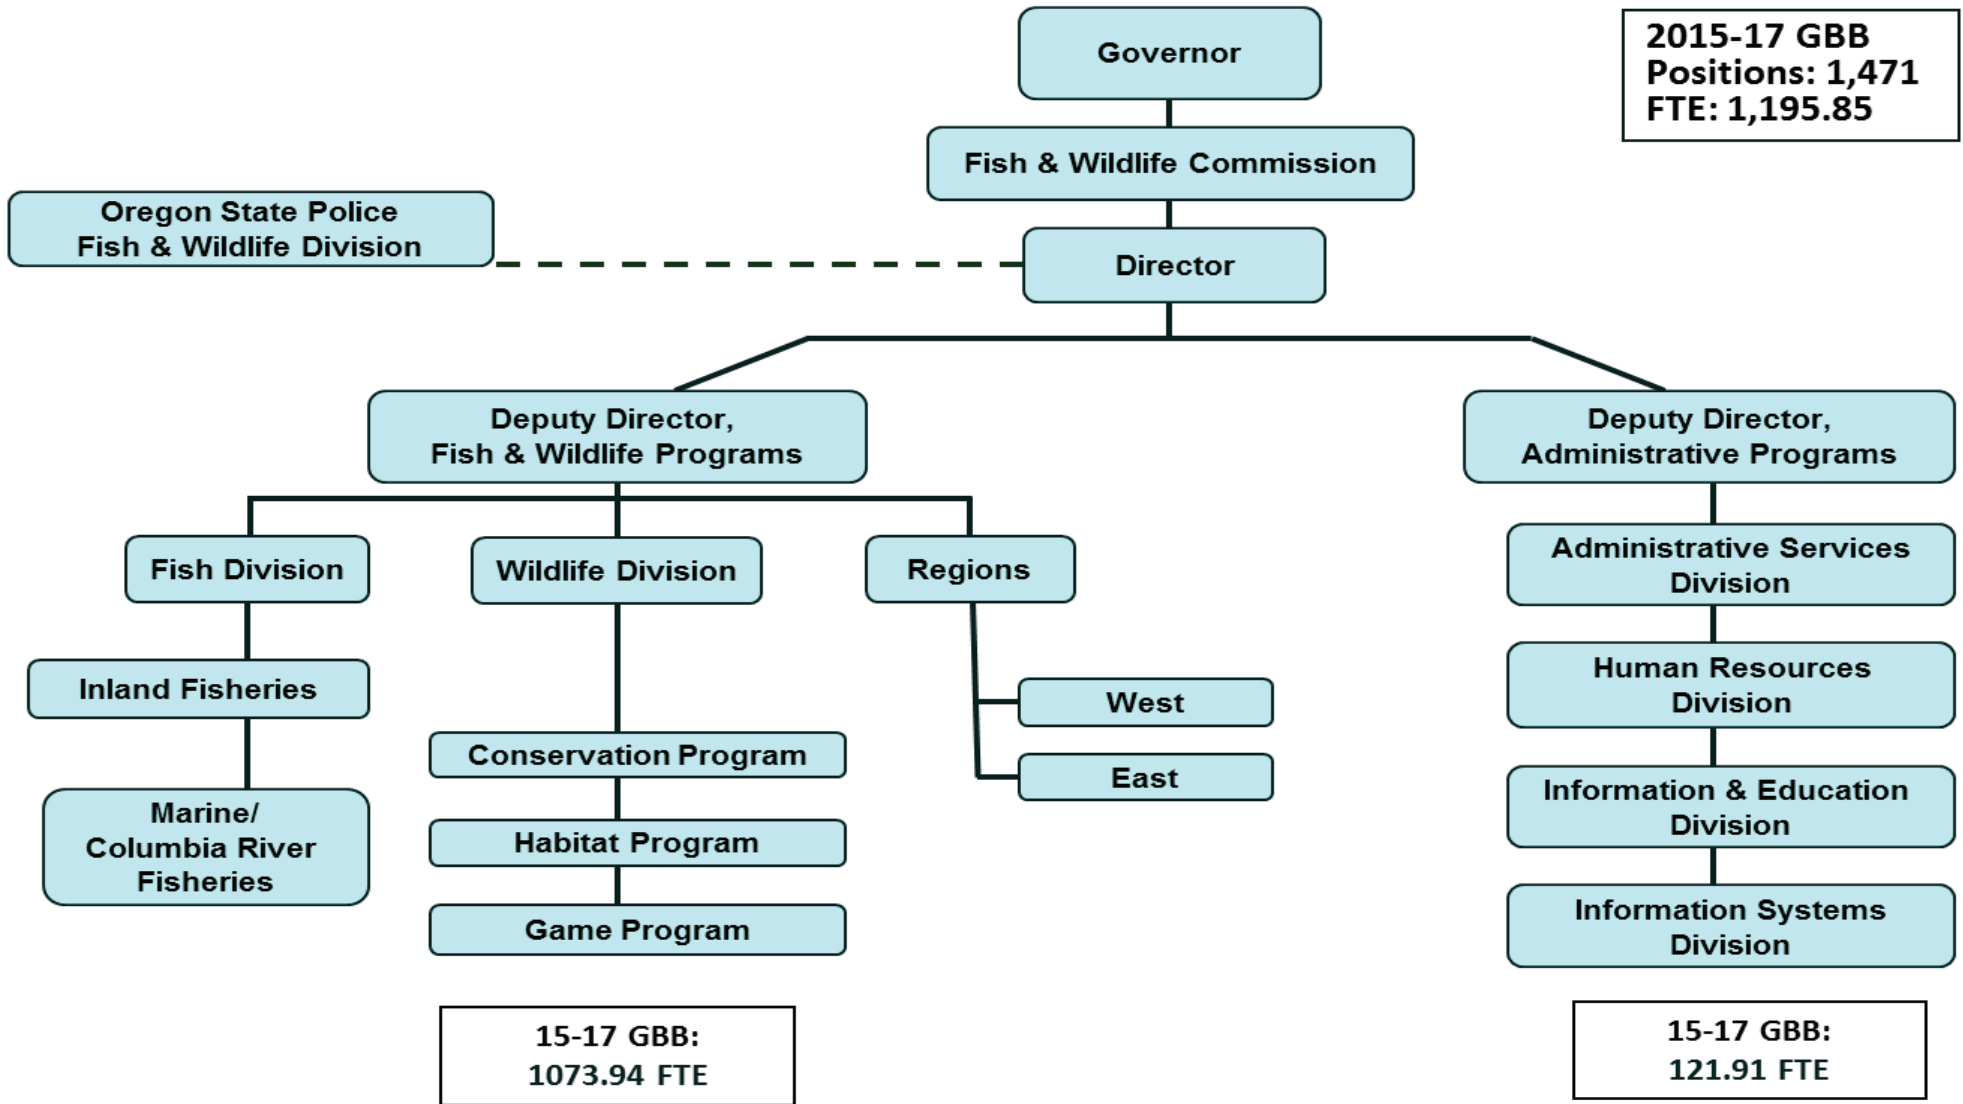 Governor
2015-17 GBB
Positions: 1,471
FTE: 1,195.85
Fish & Wildlife Commission
Oregon State Police
Fish & Wildlife Division
Director
Deputy Director,
Fish & Wildlife Programs
Deputy Director,
Administrative Programs
Fish Division
Wildlife Division
Regions
Inland Fisheries
Marine/
Columbia River
Fisheries
Conservation Program
Habitat Program
Game Program
West
East
Administrative Services
Division
Human Resources
Division
Information & Education
Division
Information Systems
Division
15-17 GBB:
1073.94 FTE
15-17 GBB:
121.91 FTE